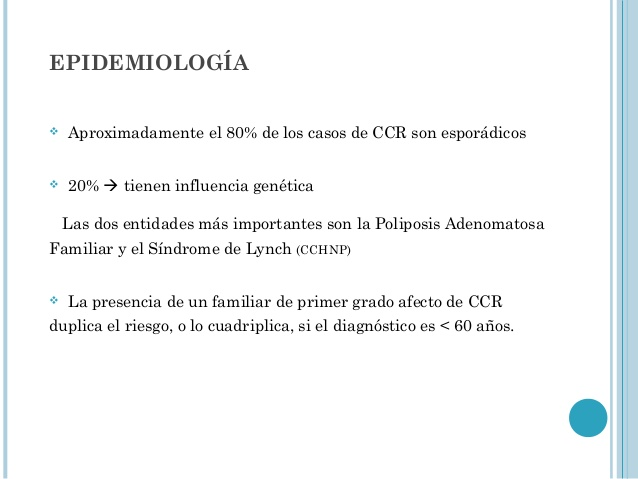 EPIDEMIOLOGÍA
❖ Aproximadamente el 80% de los casos de CCR son esporádicos
❖ 20% → tienen influencia genética
Las dos entidades más importantes son la Poliposis Adenomatosa
Familiar y el Síndrome de Lynch (CCHNP)
❖ La presencia de un familiar de primer grado afecto de CCR
duplica el riesgo, o lo cuadriplica, si el diagnóstico es < 60 años.